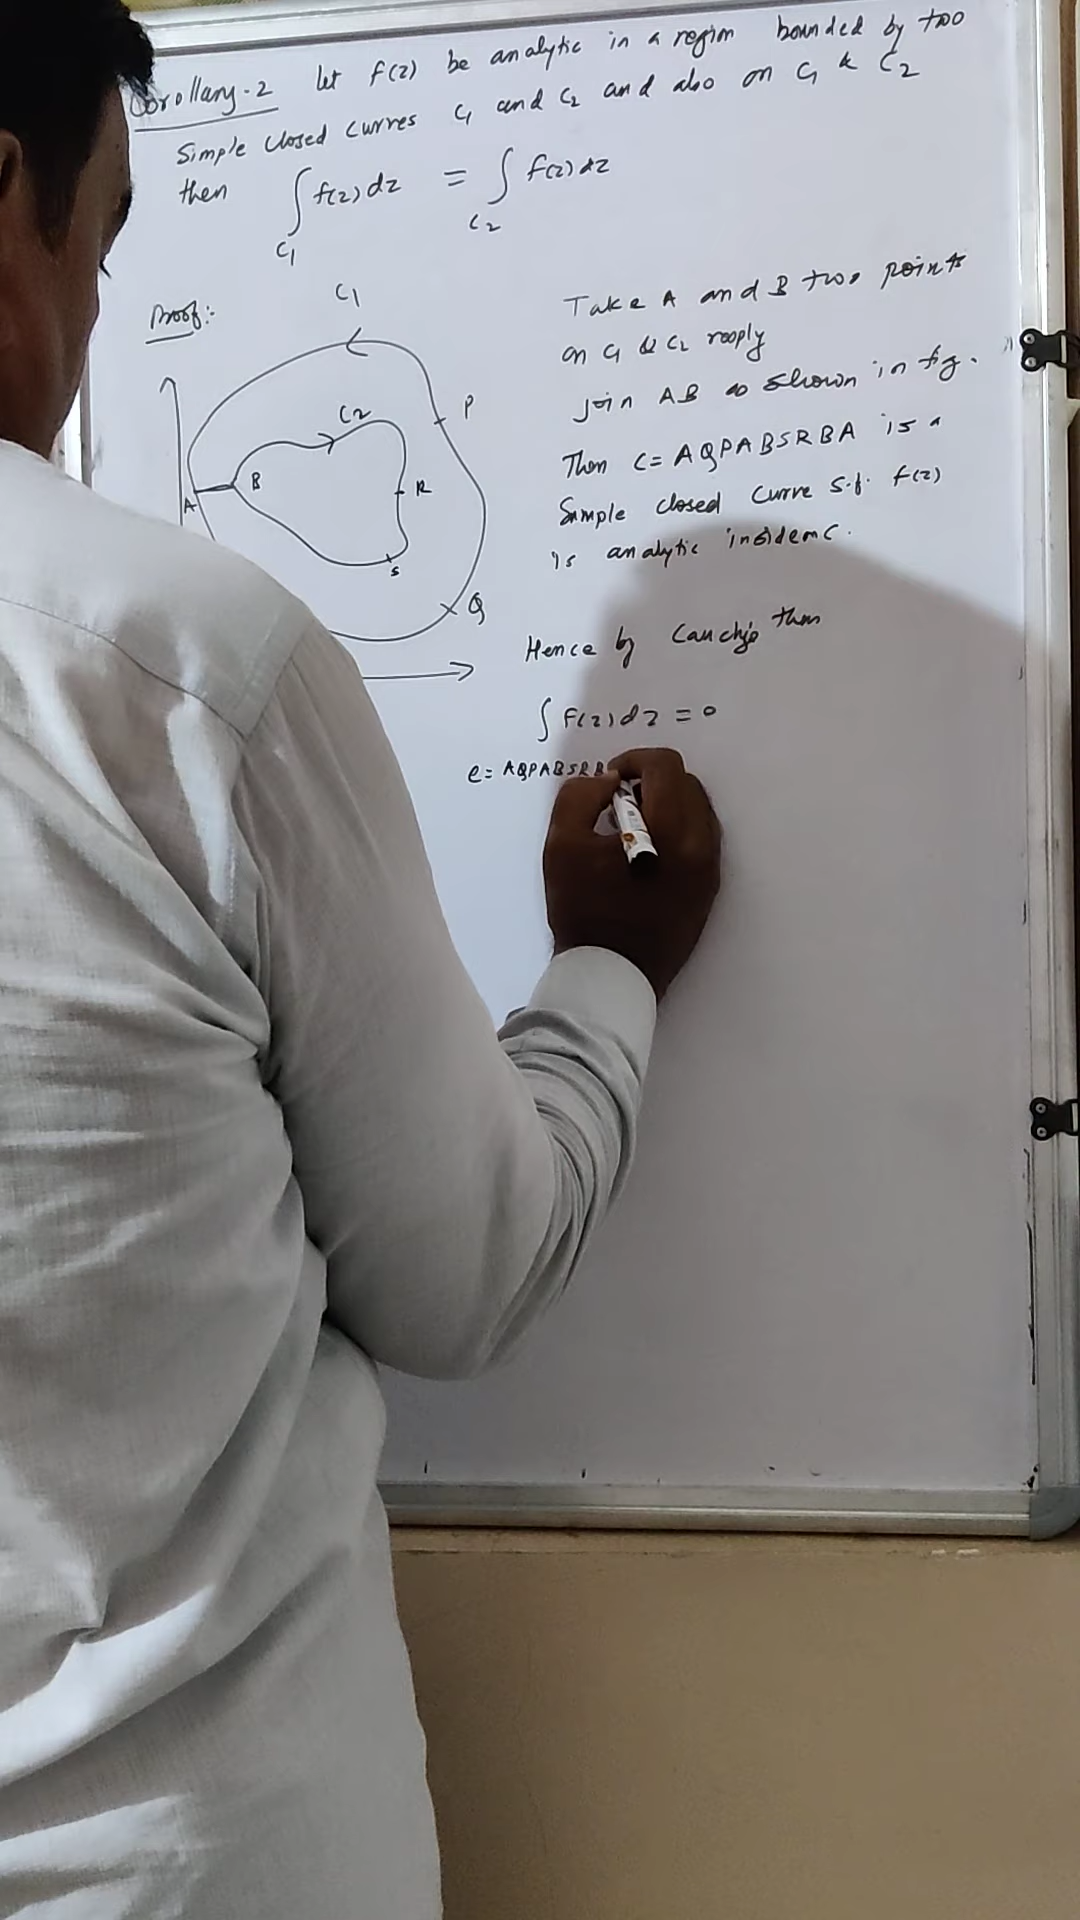 Corollary-2 Let f(z) be analytic in a region bounded by two
Simple closed curves C1 and C2 and also on C1 & C2
then ∫C1 f(z)dz = ∫C2 f(z)dz
Proof:-
C1
C2
P
A
B
R
S
Q
Take A and B two points
on C1 & C2 resply
Join AB as shown in fig.
Then C = AQPABSRBA is a
Simple closed curve s.t. f(z)
is analytic inside C.
Hence by Cauchy's thm
∫ f(z)dz = 0
C = AQPABSRB